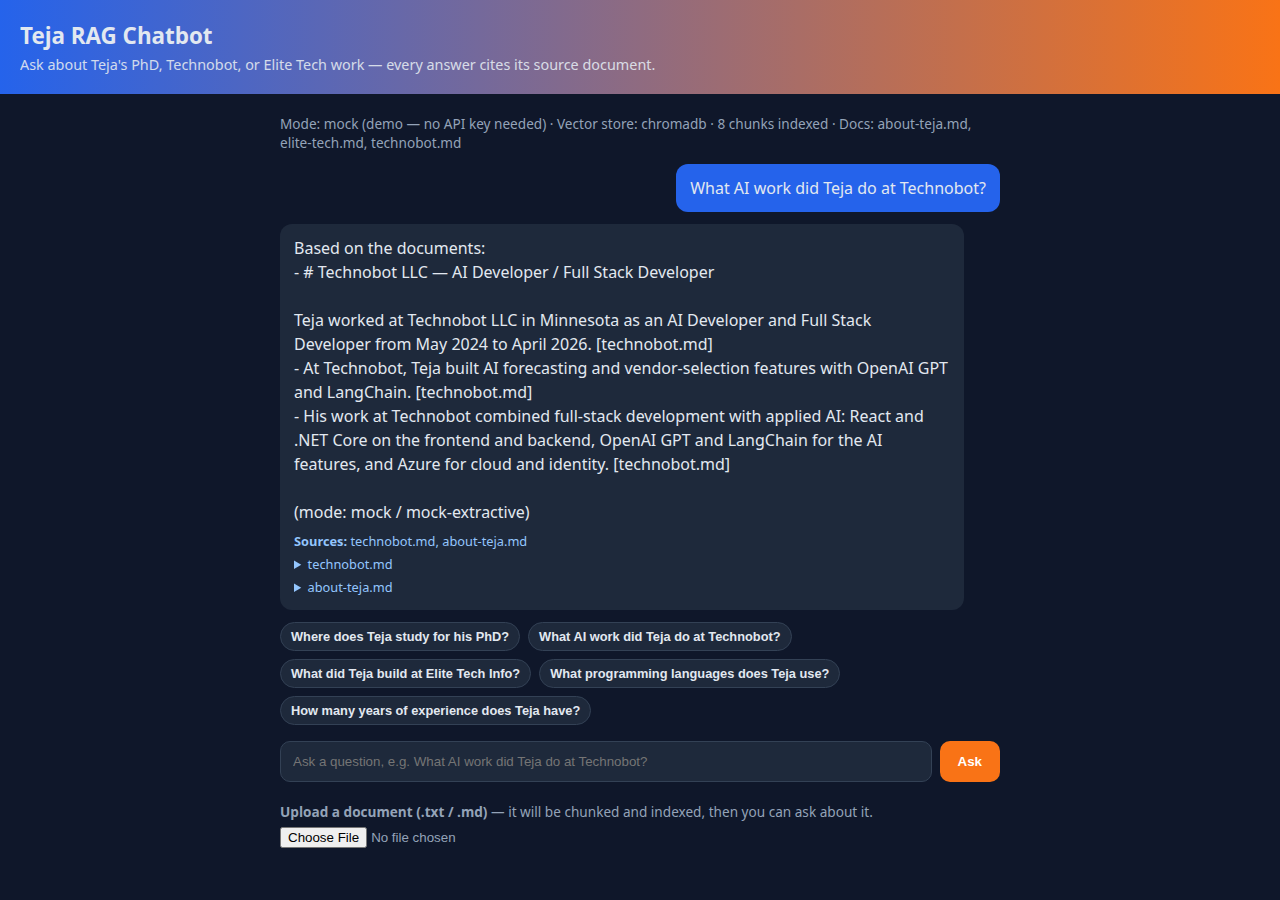 Teja RAG Chatbot
Ask about Teja's PhD, Technobot, or Elite Tech work — every answer cites its source document.
Mode: mock (demo — no API key needed) · Vector store: chromadb · 8 chunks indexed · Docs: about-teja.md,
elite-tech.md, technobot.md
What AI work did Teja do at Technobot?
Based on the documents:
- # Technobot LLC — AI Developer / Full Stack Developer
Teja worked at Technobot LLC in Minnesota as an AI Developer and Full Stack
Developer from May 2024 to April 2026. [technobot.md]
- At Technobot, Teja built AI forecasting and vendor-selection features with OpenAI GPT
and LangChain. [technobot.md]
- His work at Technobot combined full-stack development with applied AI: React and
.NET Core on the frontend and backend, OpenAI GPT and LangChain for the AI
features, and Azure for cloud and identity. [technobot.md]
(mode: mock / mock-extractive)
Sources: technobot.md, about-teja.md
▶ technobot.md
▶ about-teja.md
Where does Teja study for his PhD? What AI work did Teja do at Technobot?
What did Teja build at Elite Tech Info? What programming languages does Teja use?
How many years of experience does Teja have?
Ask a question, e.g. What AI work did Teja do at Technobot? Ask
Upload a document (.txt / .md) — it will be chunked and indexed, then you can ask about it.
Choose File No file chosen